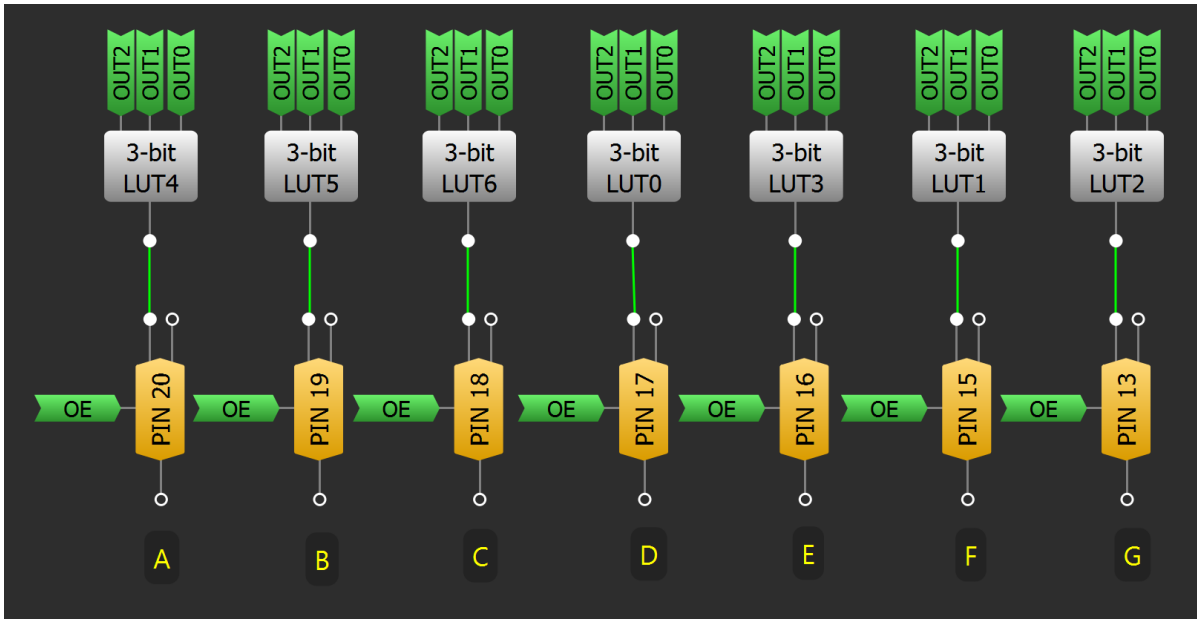 OUT2 OUT1 OUT0 OUT2 OUT1 OUT0 OUT2 OUT1 OUT0 OUT2 OUT1 OUT0 OUT2 OUT1 OUT0 OUT2 OUT1 OUT0 OUT2 OUT1 OUT0
3-bit 3-bit 3-bit 3-bit 3-bit 3-bit 3-bit
LUT4 LUT5 LUT6 LUT0 LUT3 LUT1 LUT2
OE PIN 20 OE PIN 19 OE PIN 18 OE PIN 17 OE PIN 16 OE PIN 15 OE PIN 13
A B C D E F G